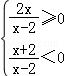 { 2x/(x-2) ⩾ 0
(x+2)/(x-2) < 0